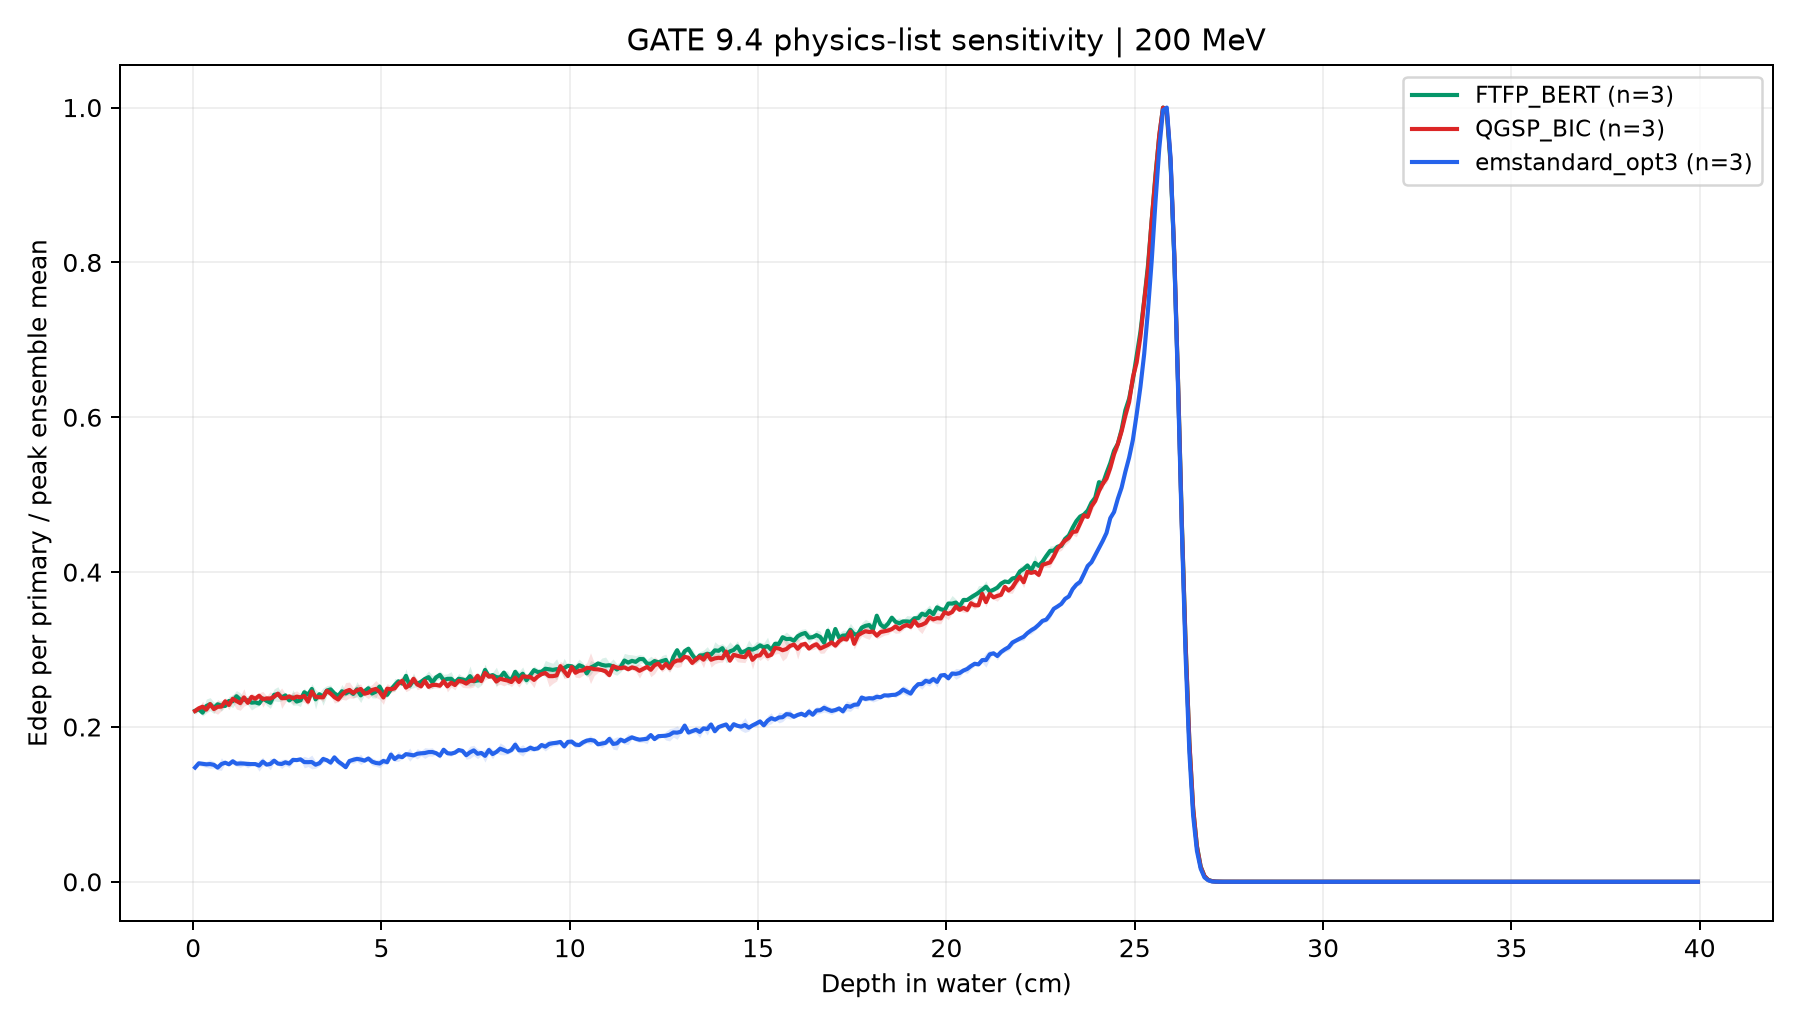 GATE 9.4 physics-list sensitivity | 200 MeV
FTFP_BERT (n=3)
QGSP_BIC (n=3)
emstandard_opt3 (n=3)
Edep per primary / peak ensemble mean
1.0
0.8
0.6
0.4
0.2
0.0
0 5 10 15 20 25 30 35 40
Depth in water (cm)